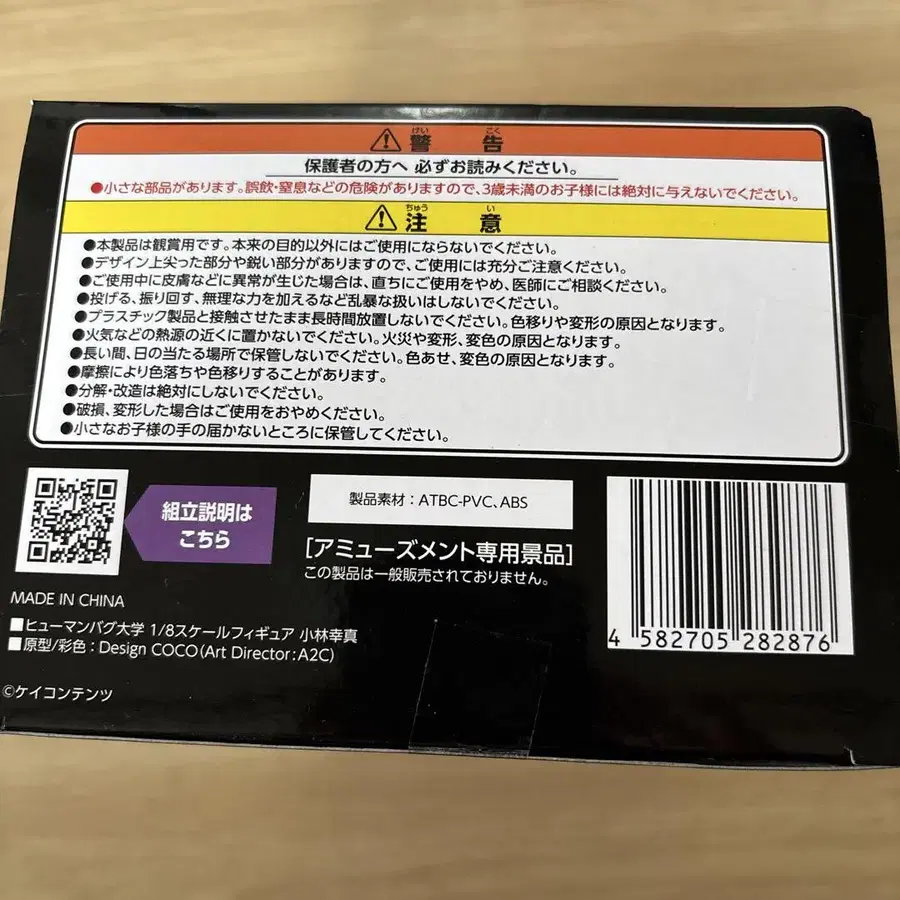 けい こく
警告
保護者の方へ 必ずお読みください。
●小さな部品があります。誤飲・窒息などの危険がありますので、3歳未満のお子様には絶対に与えないでください。
ちゅう い
注意
●本製品は観賞用です。本来の目的以外にはご使用にならないでください。
●デザイン上尖った部分や鋭い部分がありますので、ご使用には充分ご注意ください。
●ご使用中に皮膚などに異常が生じた場合は、直ちにご使用をやめ、医師にご相談ください。
●投げる、振り回す、無理な力を加えるなど乱暴な扱いはしないでください。
●プラスチック製品と接触させたまま長時間放置しないでください。色移りや変形の原因となります。
●火気などの熱源の近くに置かないでください。火災や変形、変色の原因となります。
●長い間、日の当たる場所で保管しないでください。色あせ、変色の原因となります。
●摩擦により色落ちや色移りすることがあります。
●分解・改造は絶対にしないでください。
●破損、変形した場合はご使用をおやめください。
●小さなお子様の手の届かないところに保管してください。
組立説明は
こちら
製品素材：ATBC-PVC、ABS
[アミューズメント専用景品]
この製品は一般販売されておりません。
MADE IN CHINA
■ヒューマンバグ大学 1/8スケールフィギュア 小林幸真
■原型/彩色：Design COCO(Art Director:A2C)
©ケイコンテンツ
4 582705 282876